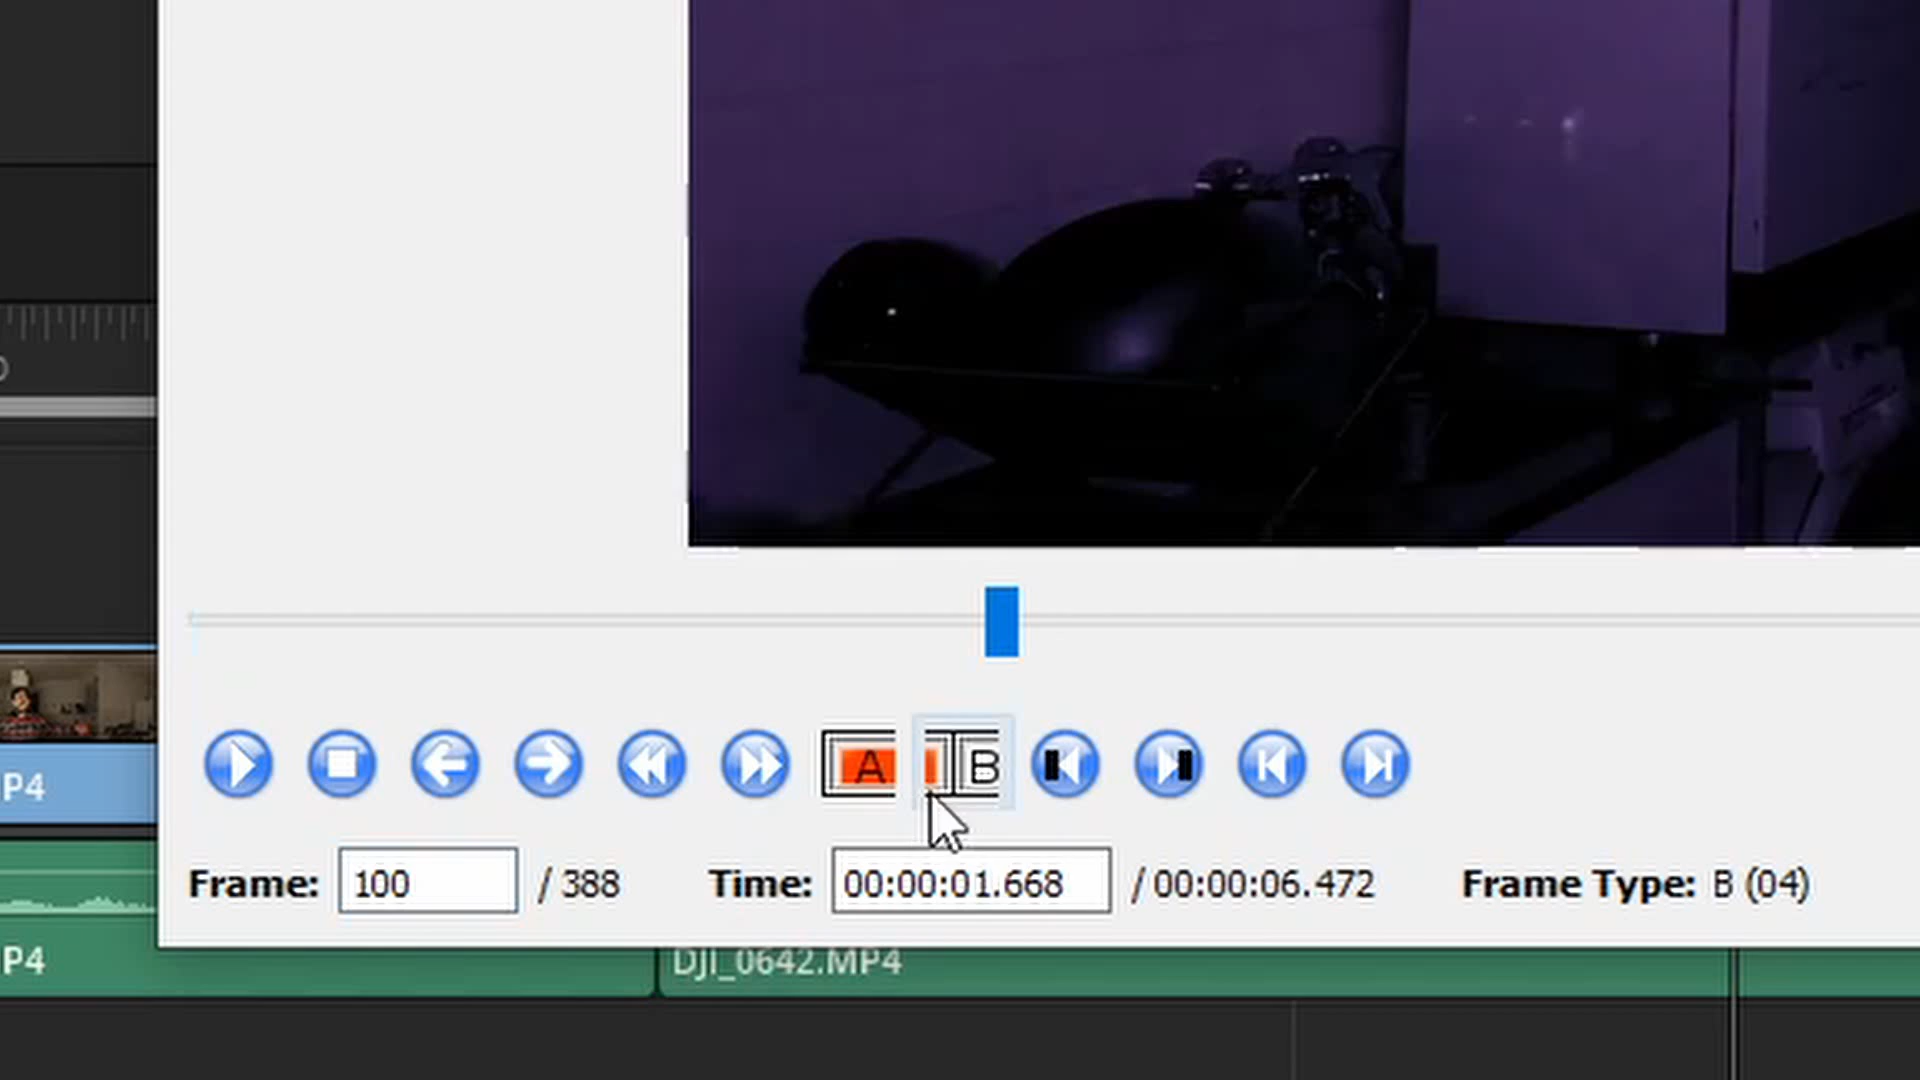 P4
A B
Frame: 100 / 388 Time: 00:00:01.668 / 00:00:06.472 Frame Type: B (04)
P4
DJI_0642.MP4